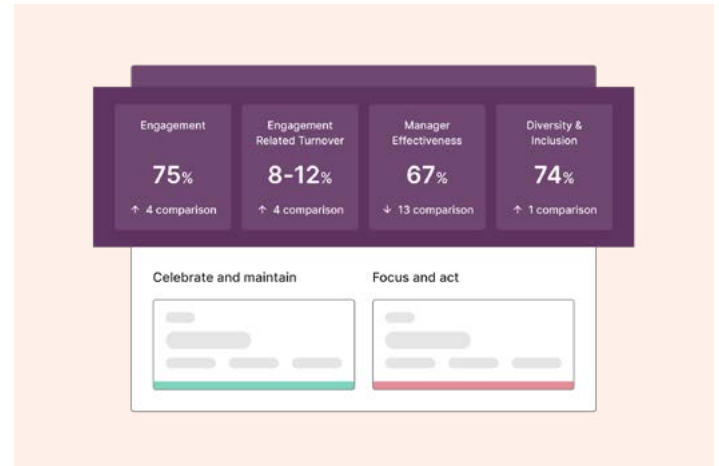 Engagement
75%
↑ 4 comparison
Engagement
Related Turnover
8-12%
↑ 4 comparison
Manager
Effectiveness
67%
↓ 13 comparison
Diversity &
Inclusion
74%
↑ 1 comparison
Celebrate and maintain
Focus and act